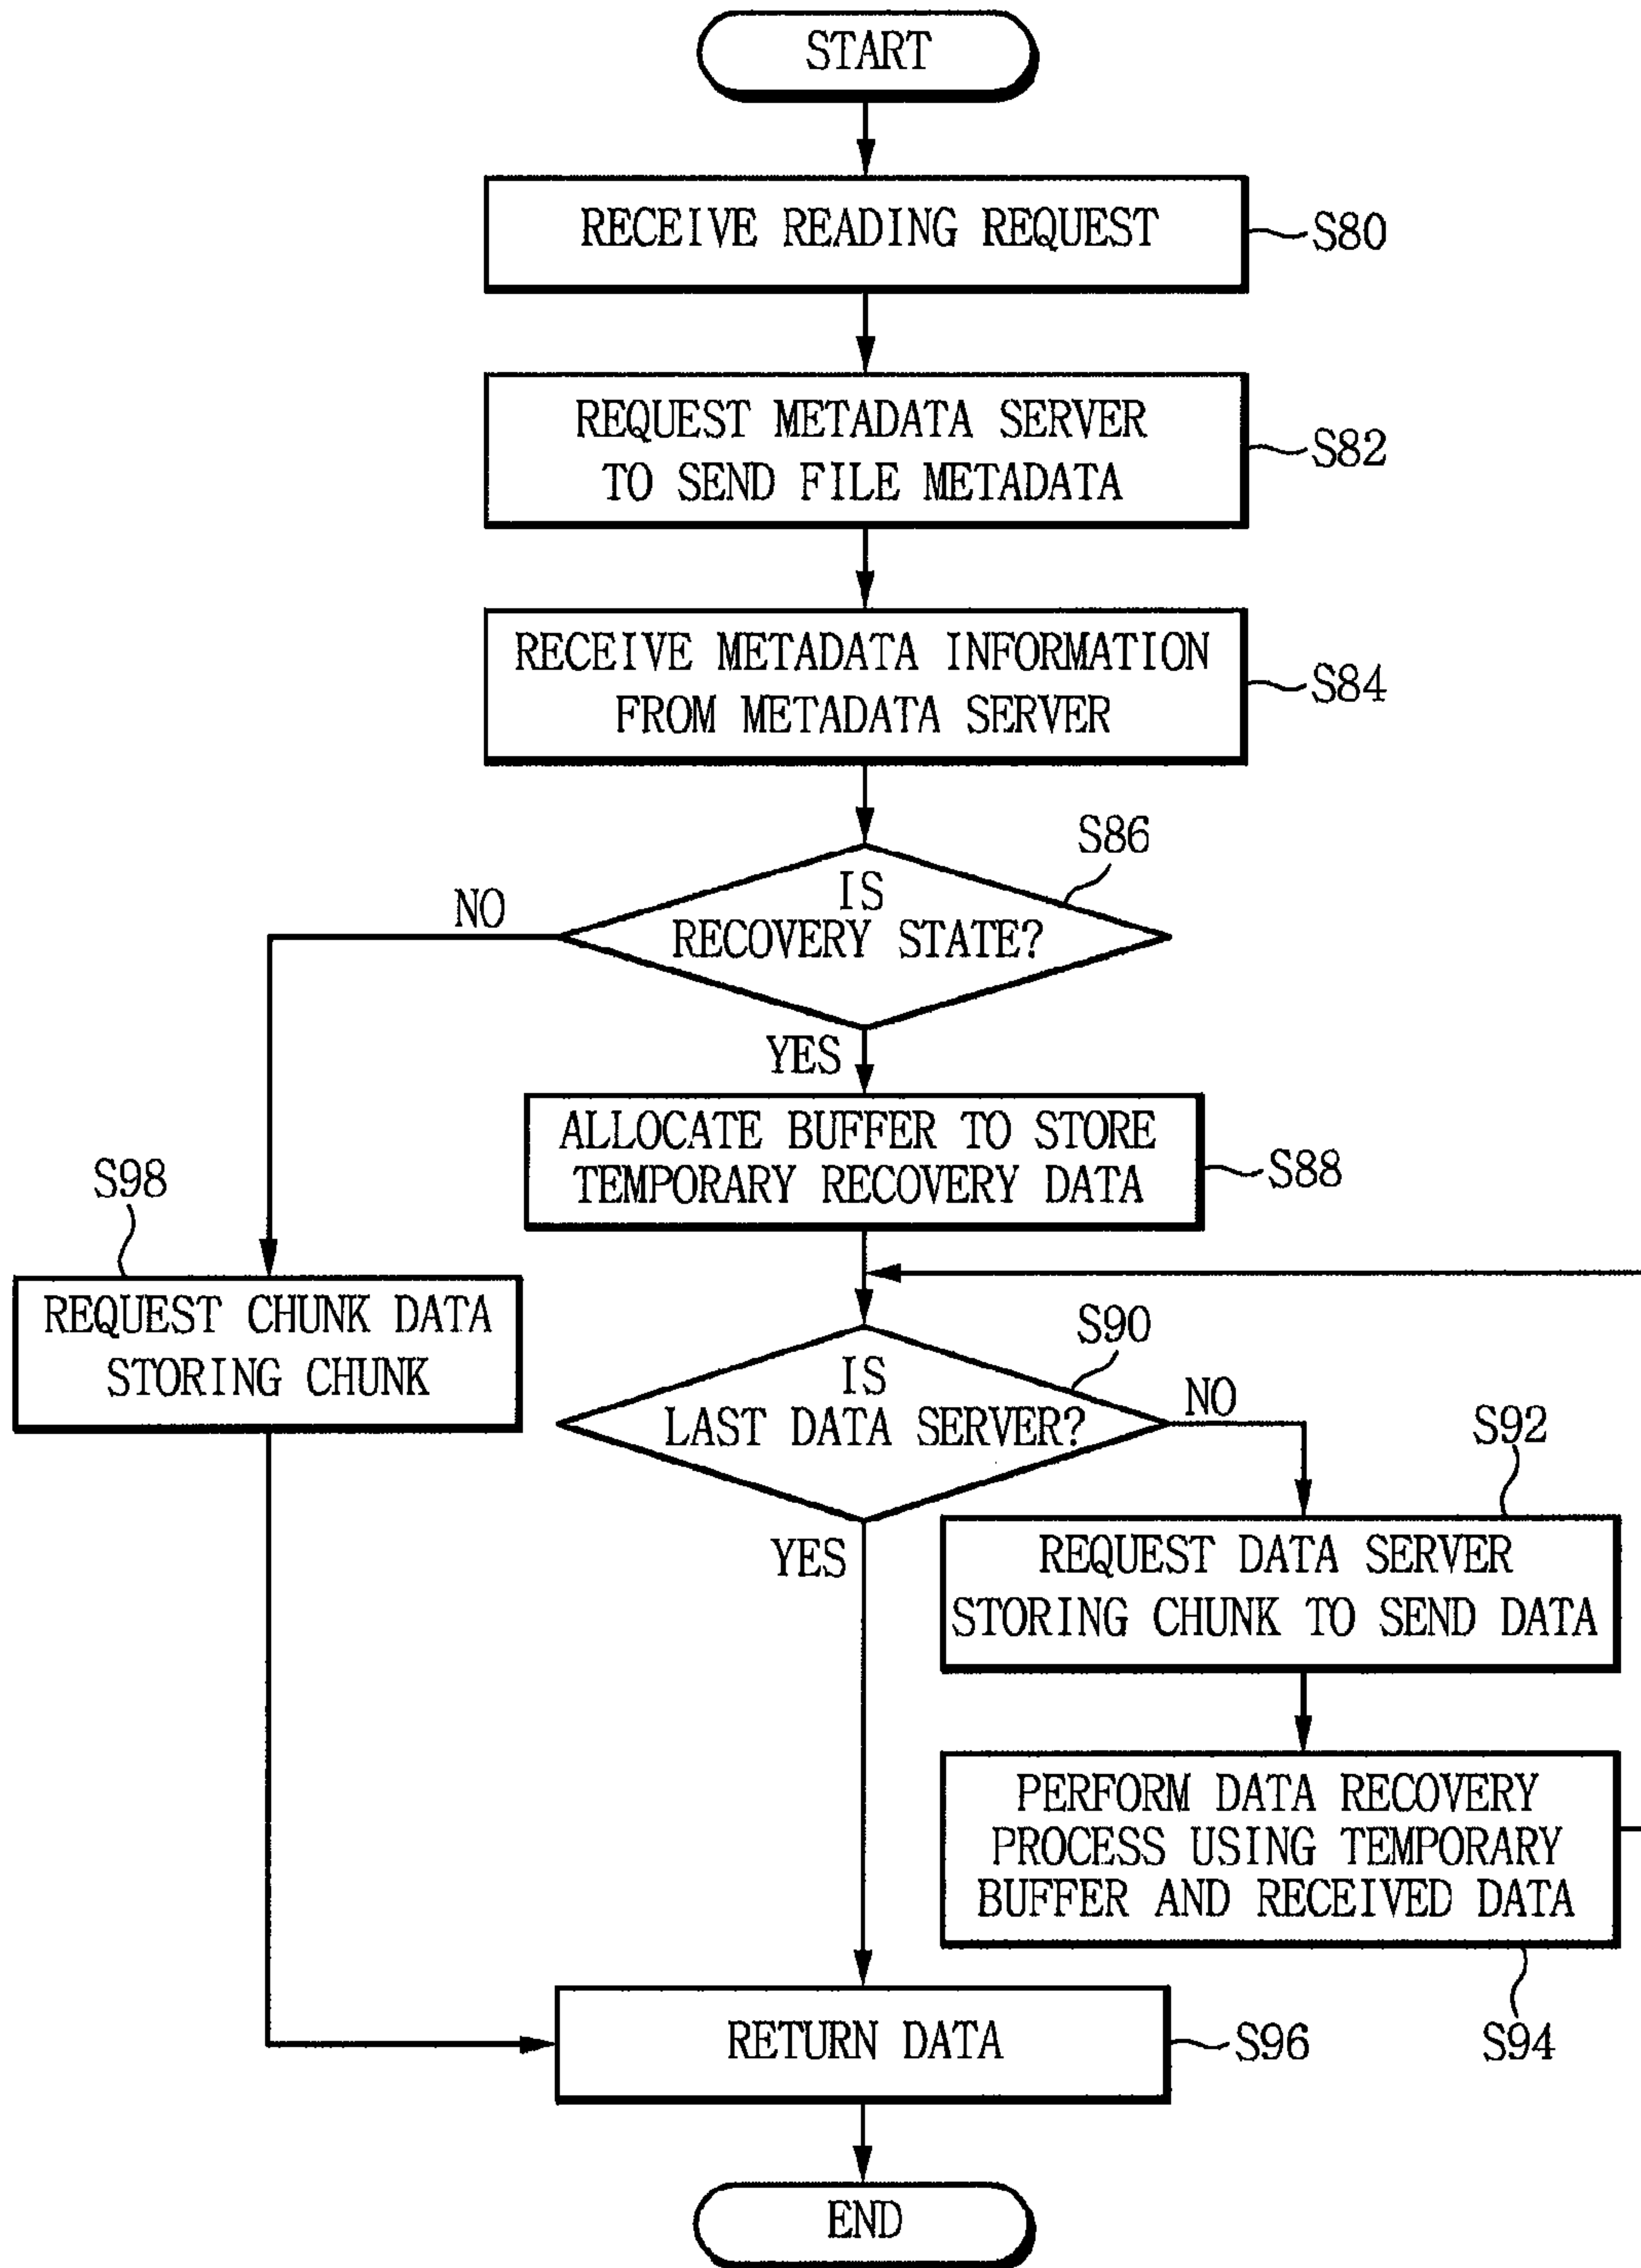 START
RECEIVE READING REQUEST
S80
REQUEST METADATA SERVER
TO SEND FILE METADATA
S82
RECEIVE METADATA INFORMATION
FROM METADATA SERVER
S84
S86
IS
RECOVERY STATE?
NO
YES
ALLOCATE BUFFER TO STORE
TEMPORARY RECOVERY DATA
S88
S98
REQUEST CHUNK DATA
STORING CHUNK
S90
IS
LAST DATA SERVER?
NO
YES
S92
REQUEST DATA SERVER
STORING CHUNK TO SEND DATA
PERFORM DATA RECOVERY
PROCESS USING TEMPORARY
BUFFER AND RECEIVED DATA
S94
RETURN DATA
S96
END